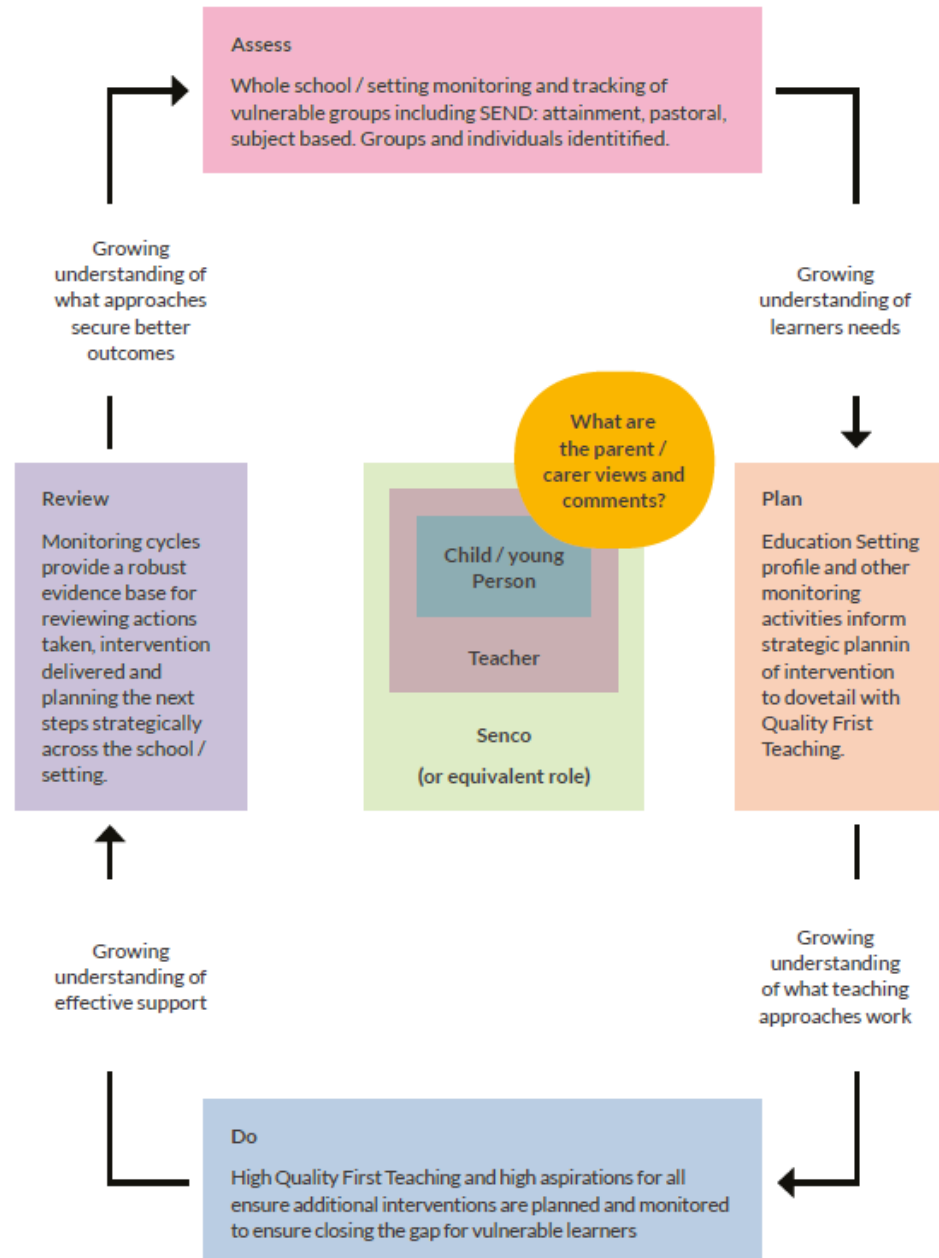 Assess
Whole school / setting monitoring and tracking of
vulnerable groups including SEND: attainment, pastoral,
subject based. Groups and individuals identitified.
Growing
understanding of
what approaches
secure better
outcomes
Growing
understanding of
learners needs
What are
the parent /
carer views and
comments?
Review
Monitoring cycles
provide a robust
evidence base for
reviewing actions
taken, intervention
delivered and
planning the next
steps strategically
across the school /
setting.
Child / young
Person
Teacher
Senco
(or equivalent role)
Plan
Education Setting
profile and other
monitoring
activities inform
strategic plannin
of intervention
to dovetail with
Quality Frist
Teaching.
Growing
understanding of
effective support
Growing
understanding
of what teaching
approaches work
Do
High Quality First Teaching and high aspirations for all
ensure additional interventions are planned and monitored
to ensure closing the gap for vulnerable learners